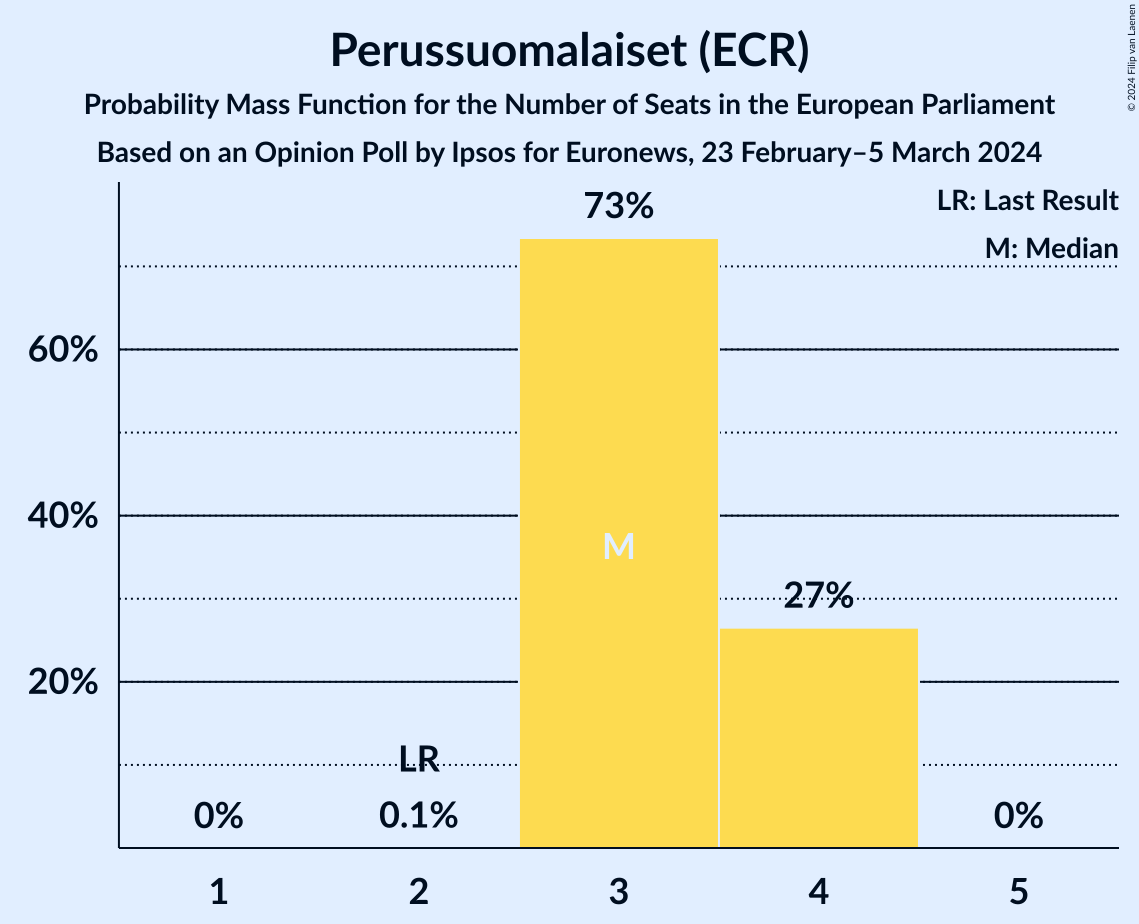 Perussuomalaiset (ECR)
Probability Mass Function for the Number of Seats in the European Parliament
Based on an Opinion Poll by Ipsos for Euronews, 23 February–5 March 2024
© 2024 Filip van Laenen
LR: Last Result
M: Median
73%
60%
40%
M
27%
20%
LR
0%
0.1%
0%
1
2
3
4
5